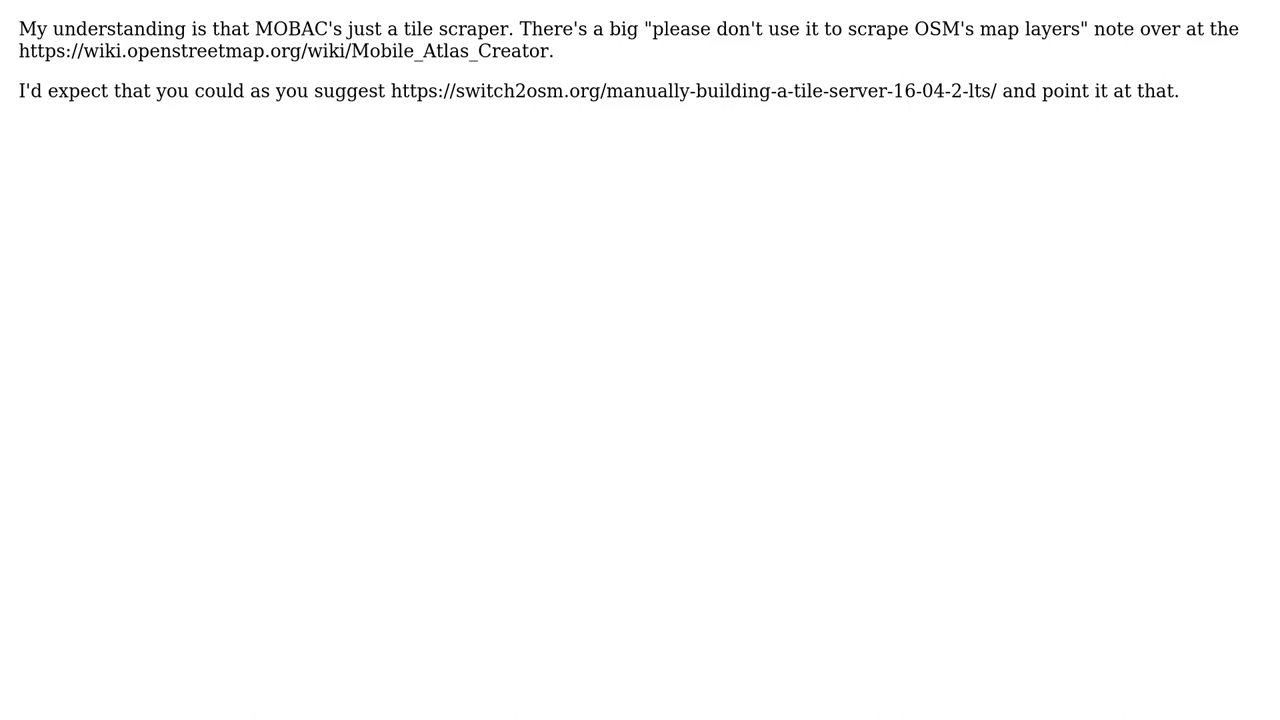 My understanding is that MOBAC's just a tile scraper. There's a big "please don't use it to scrape OSM's map layers" note over at the
https://wiki.openstreetmap.org/wiki/Mobile_Atlas_Creator.
I'd expect that you could as you suggest https://switch2osm.org/manually-building-a-tile-server-16-04-2-lts/ and point it at that.